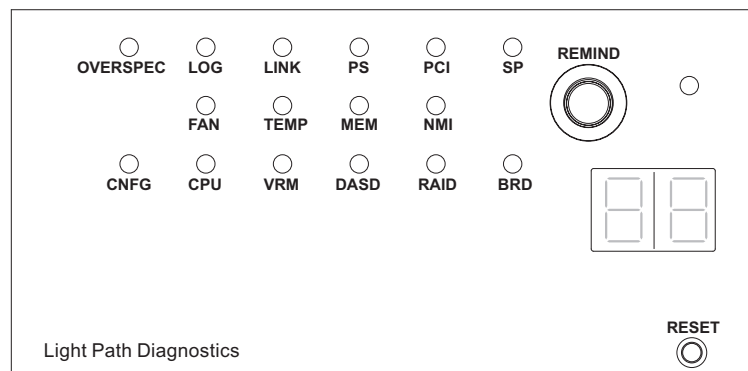 REMIND
OVERSPEC LOG LINK PS PCI SP
FAN TEMP MEM NMI
CNFG CPU VRM DASD RAID BRD
RESET
Light Path Diagnostics